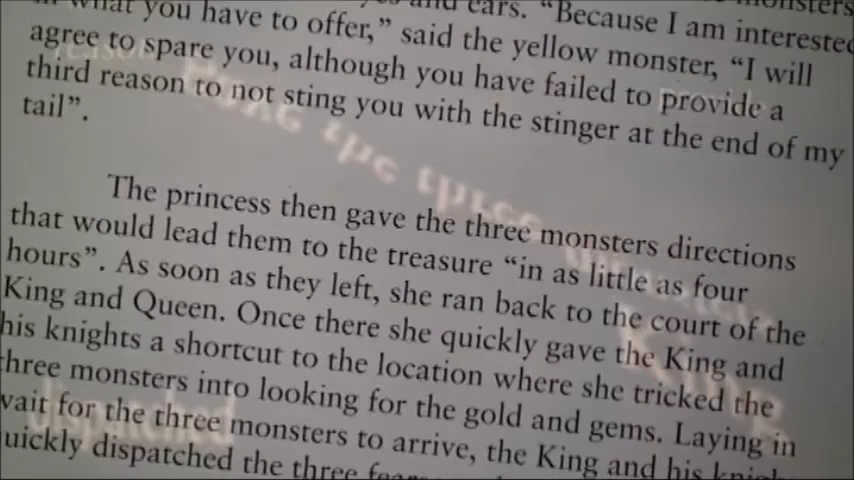 what you have to offer,” said the yellow monster, “I will
and ears. “Because I am interested
agree to spare you, although you have failed to provide a
third reason to not sting you with the stinger at the end of my
tail”.
The princess then gave the three monsters directions
that would lead them to the treasure “in as little as four
hours”. As soon as they left, she ran back to the court of the
King and Queen. Once there she quickly gave the King and
his knights a shortcut to the location where she tricked the
three monsters into looking for the gold and gems. Laying in
wait for the three monsters to arrive, the King and his
quickly dispatched the three